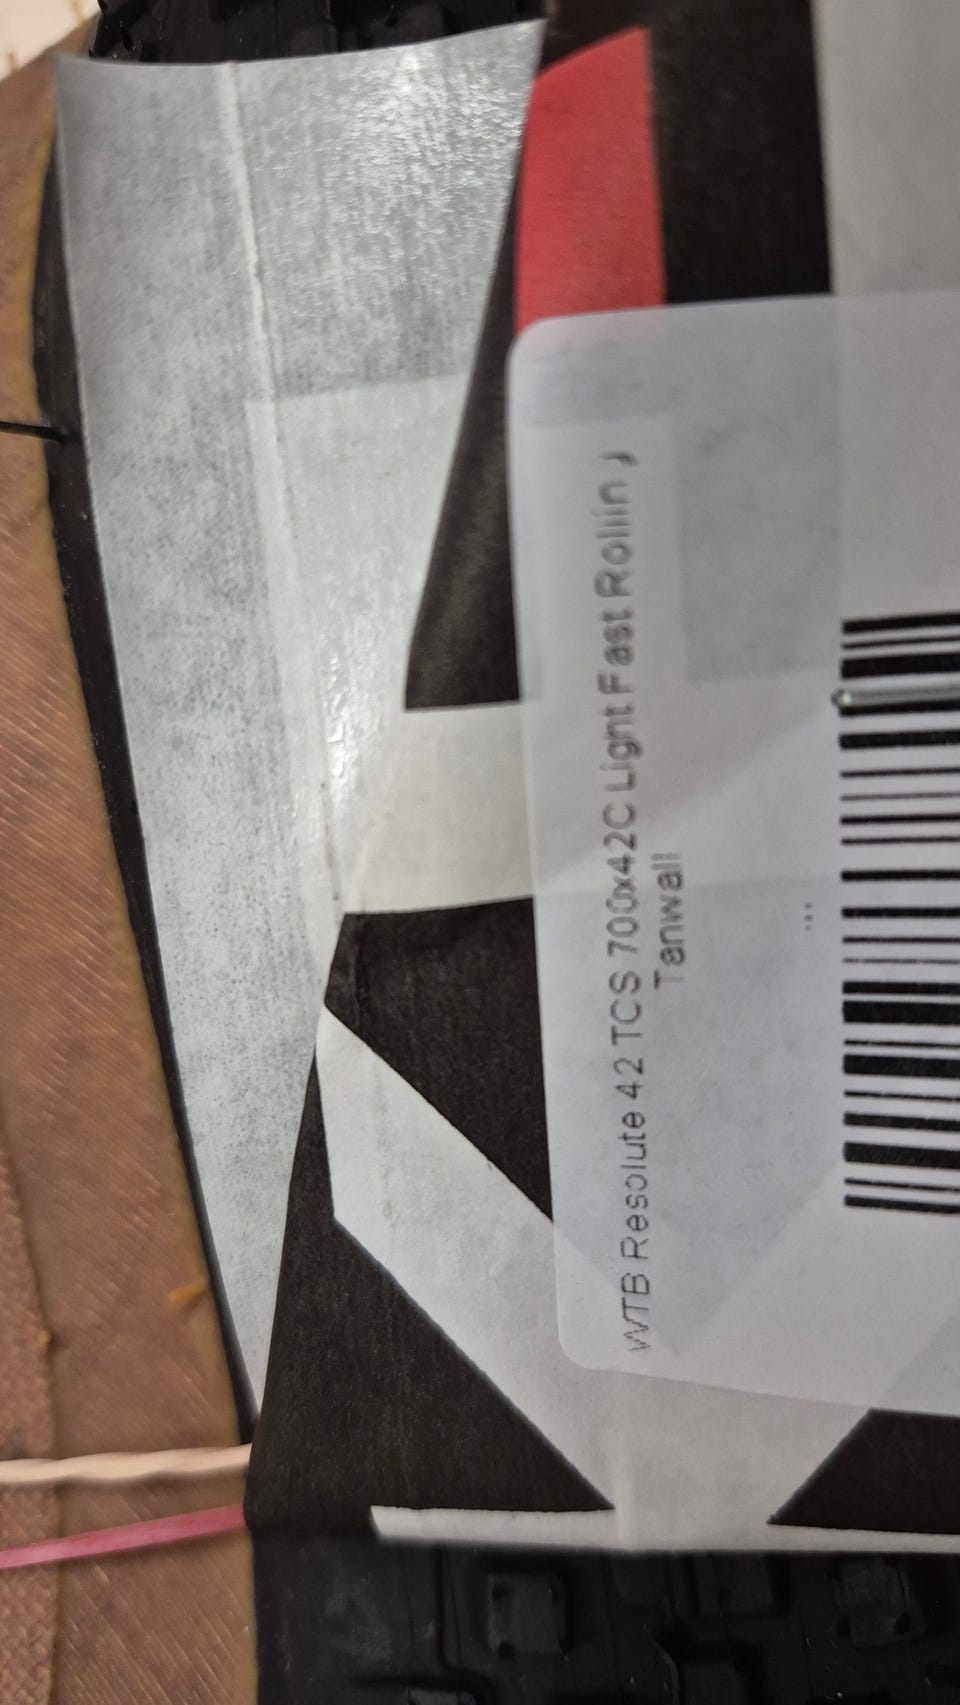 WTB Resolute 42 TCS 700x42C Light Fast Rollin
Tanwall
...